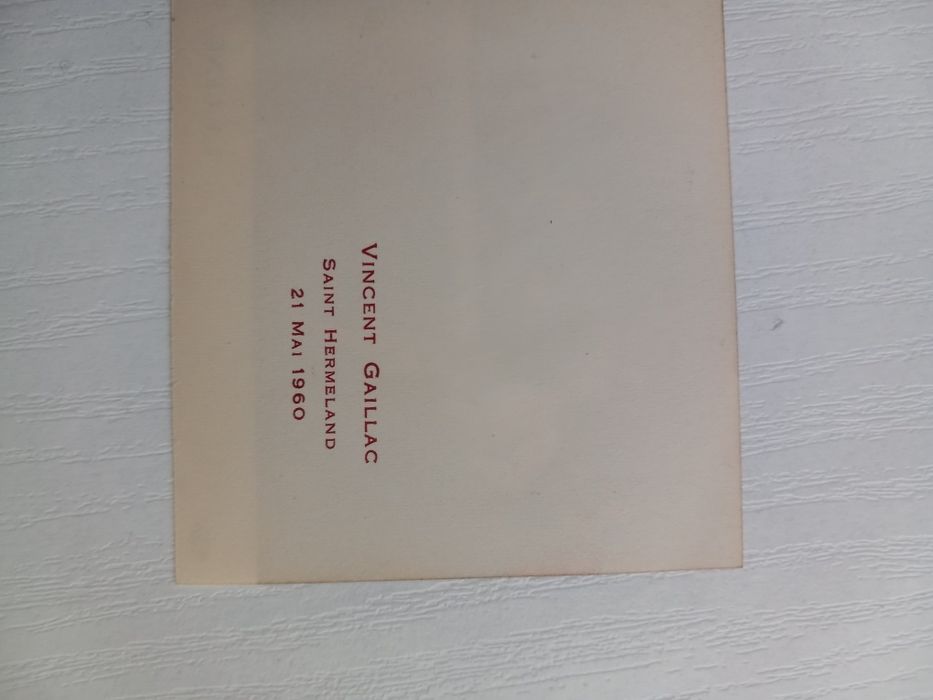 Vincent Gaillac
Saint Hermeland
21 Mai 1960